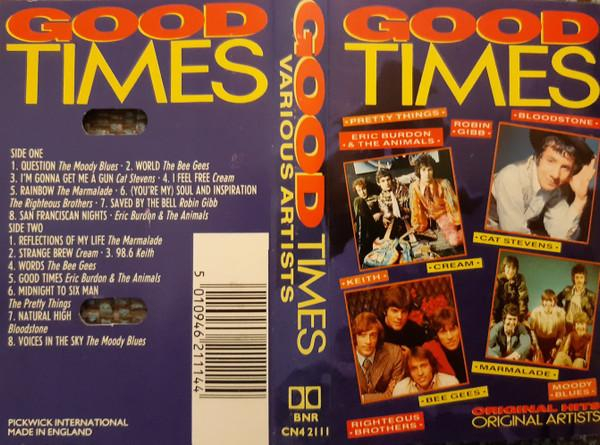 GOOD
TIMES
SIDE ONE
1. QUESTION The Moody Blues · 2. WORLD The Bee Gees
3. I'M GONNA GET ME A GUN Cat Stevens · 4. I FEEL FREE Cream
5. RAINBOW The Marmalade · 6. (YOU'RE MY) SOUL AND INSPIRATION
The Righteous Brothers · 7. SAVED BY THE BELL Robin Gibb
8. SAN FRANCISCAN NIGHTS · Eric Burdon & The Animals
SIDE TWO
1. REFLECTIONS OF MY LIFE The Marmalade
2. STRANGE BREW Cream · 3. 98.6 Keith
4. WORDS The Bee Gees
5. GOOD TIMES Eric Burdon & The Animals
6. MIDNIGHT TO SIX MAN
The Pretty Things
7. NATURAL HIGH
Bloodstone
8. VOICES IN THE SKY The Moody Blues
PICKWICK INTERNATIONAL
MADE IN ENGLAND
5 010946 211144
GOOD TIMES
VARIOUS ARTISTS
BNR
CN4 2111
GOOD
TIMES
· PRETTY THINGS ·
· BLOODSTONE ·
ERIC BURDON
· & THE ANIMALS ·
ROBIN
· GIBB ·
· CAT STEVENS ·
· CREAM ·
· KEITH ·
· MARMALADE ·
· BEE GEES ·
MOODY
· BLUES ·
RIGHTEOUS
· BROTHERS ·
ORIGINAL HITS
ORIGINAL ARTISTS